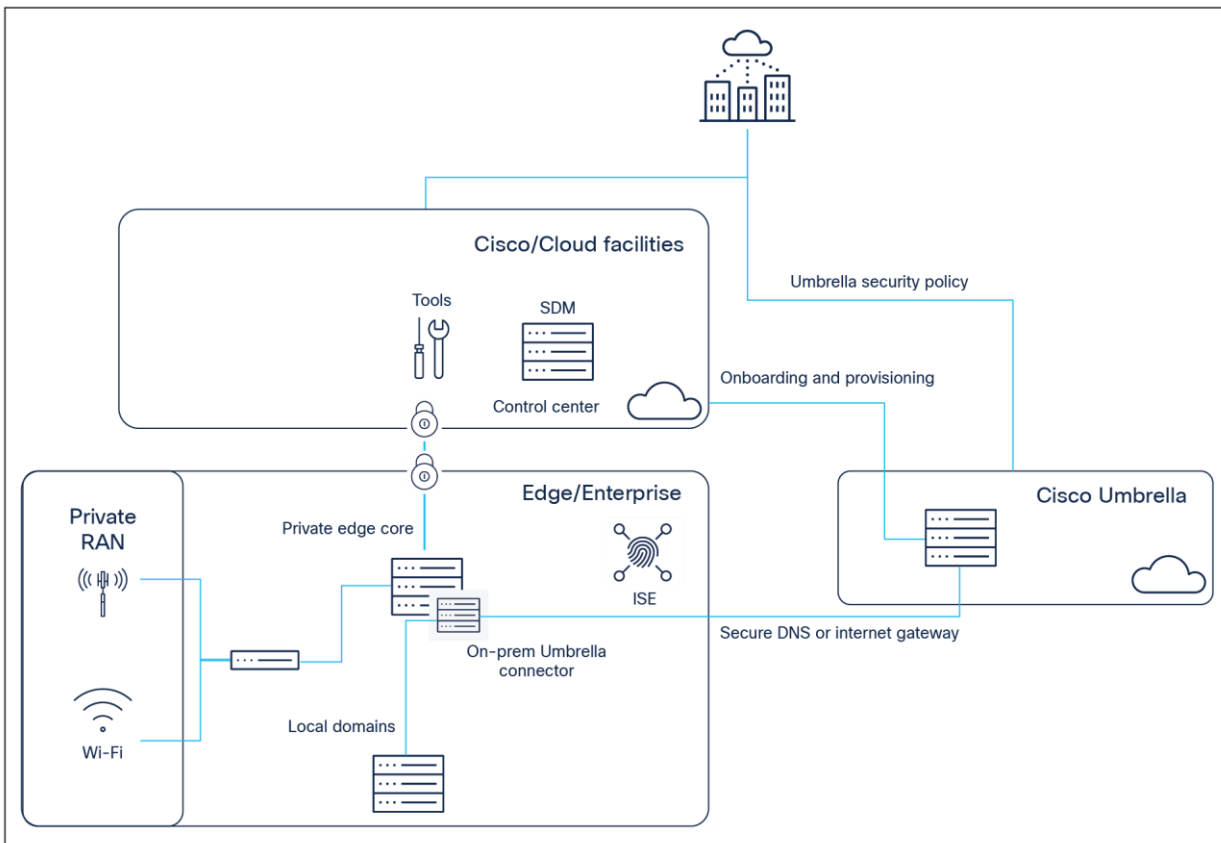 Cisco/Cloud facilities
Umbrella security policy
Tools
SDM
Onboarding and provisioning
Control center
Edge/Enterprise
Cisco Umbrella
Private
RAN
Private edge core
ISE
Secure DNS or internet gateway
On-prem Umbrella
connector
Local domains
Wi-Fi